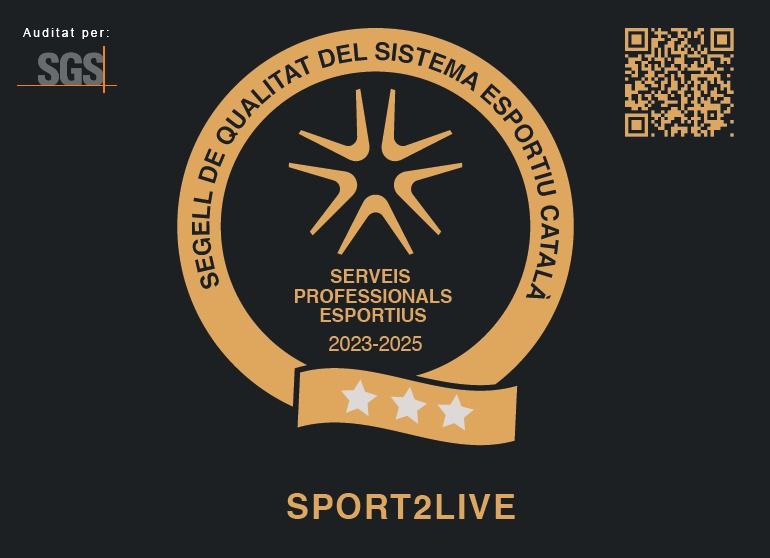 Auditat per:
SGS
SEGELL DE QUALITAT DEL SISTEMA ESPORTIU CATALÀ
SERVEIS
PROFESSIONALS
ESPORTIUS
2023-2025
SPORT2LIVE